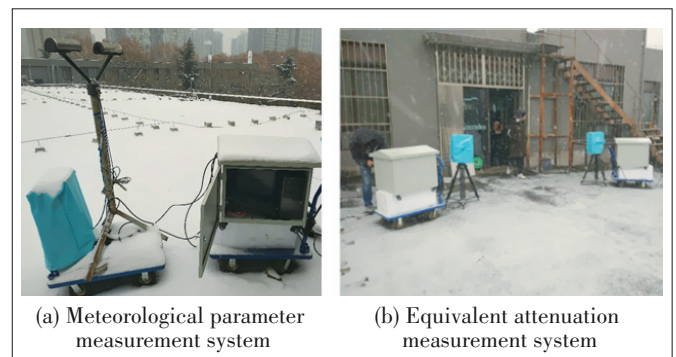 (a) Meteorological parameter
measurement system
(b) Equivalent attenuation
measurement system